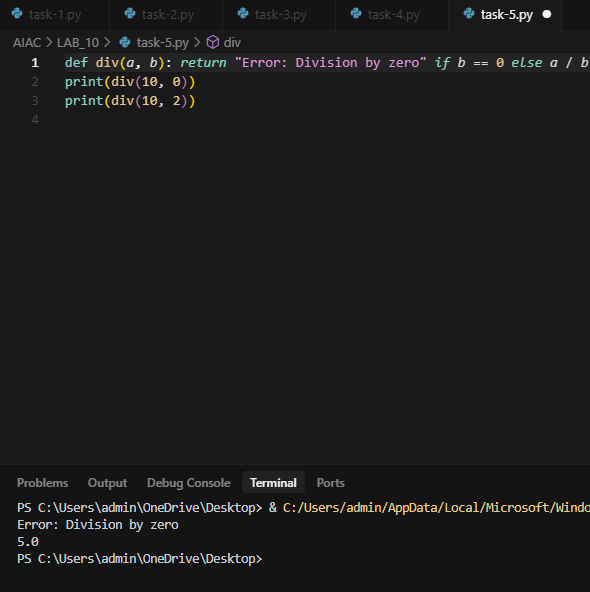 task-1.py task-2.py task-3.py task-4.py task-5.py
AIAC > LAB_10 > task-5.py > div
1 def div(a, b): return "Error: Division by zero" if b == 0 else a / b
2 print(div(10, 0))
3 print(div(10, 2))
4
Problems Output Debug Console Terminal Ports
PS C:\Users\admin\OneDrive\Desktop> & C:/Users/admin/AppData/Local/Microsoft/Windo
Error: Division by zero
5.0
PS C:\Users\admin\OneDrive\Desktop>